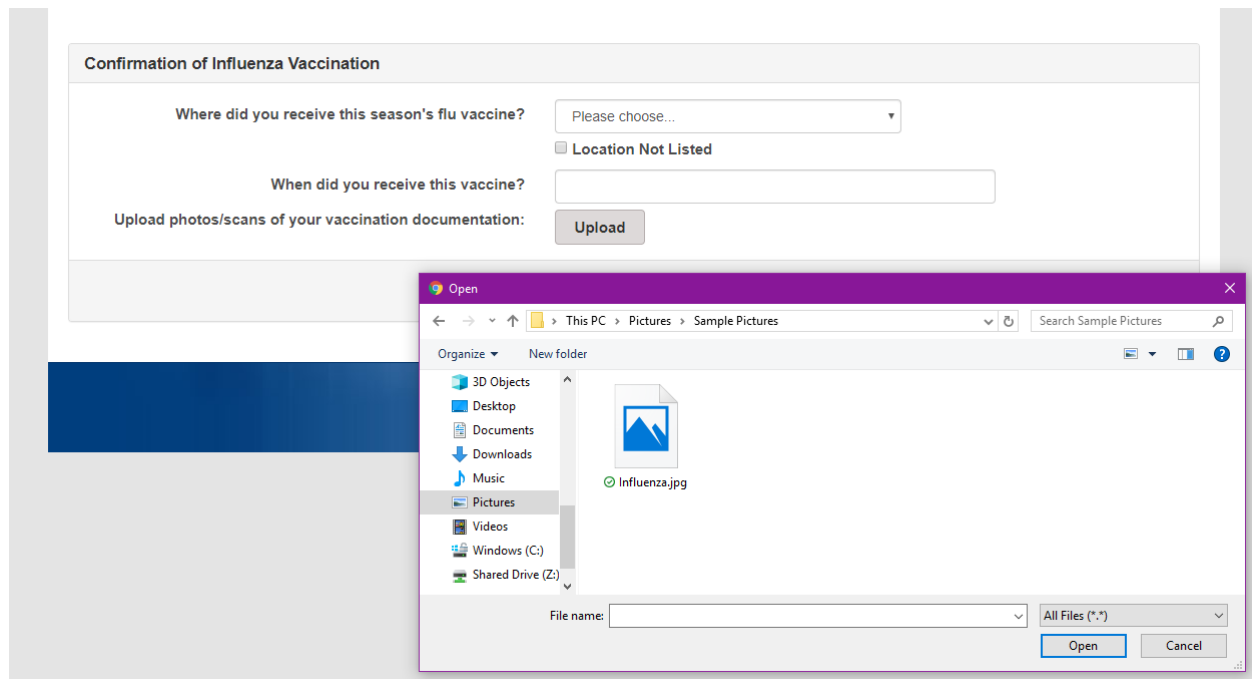 Confirmation of Influenza Vaccination
Where did you receive this season's flu vaccine?
Please choose...
Location Not Listed
When did you receive this vaccine?
Upload photos/scans of your vaccination documentation:
Upload
Open
This PC > Pictures > Sample Pictures
Search Sample Pictures
Organize
New folder
3D Objects
Desktop
Documents
Downloads
Music
Pictures
Videos
Windows (C:)
Shared Drive (Z:)
Influenza.jpg
File name:
All Files (*.*)
Open
Cancel